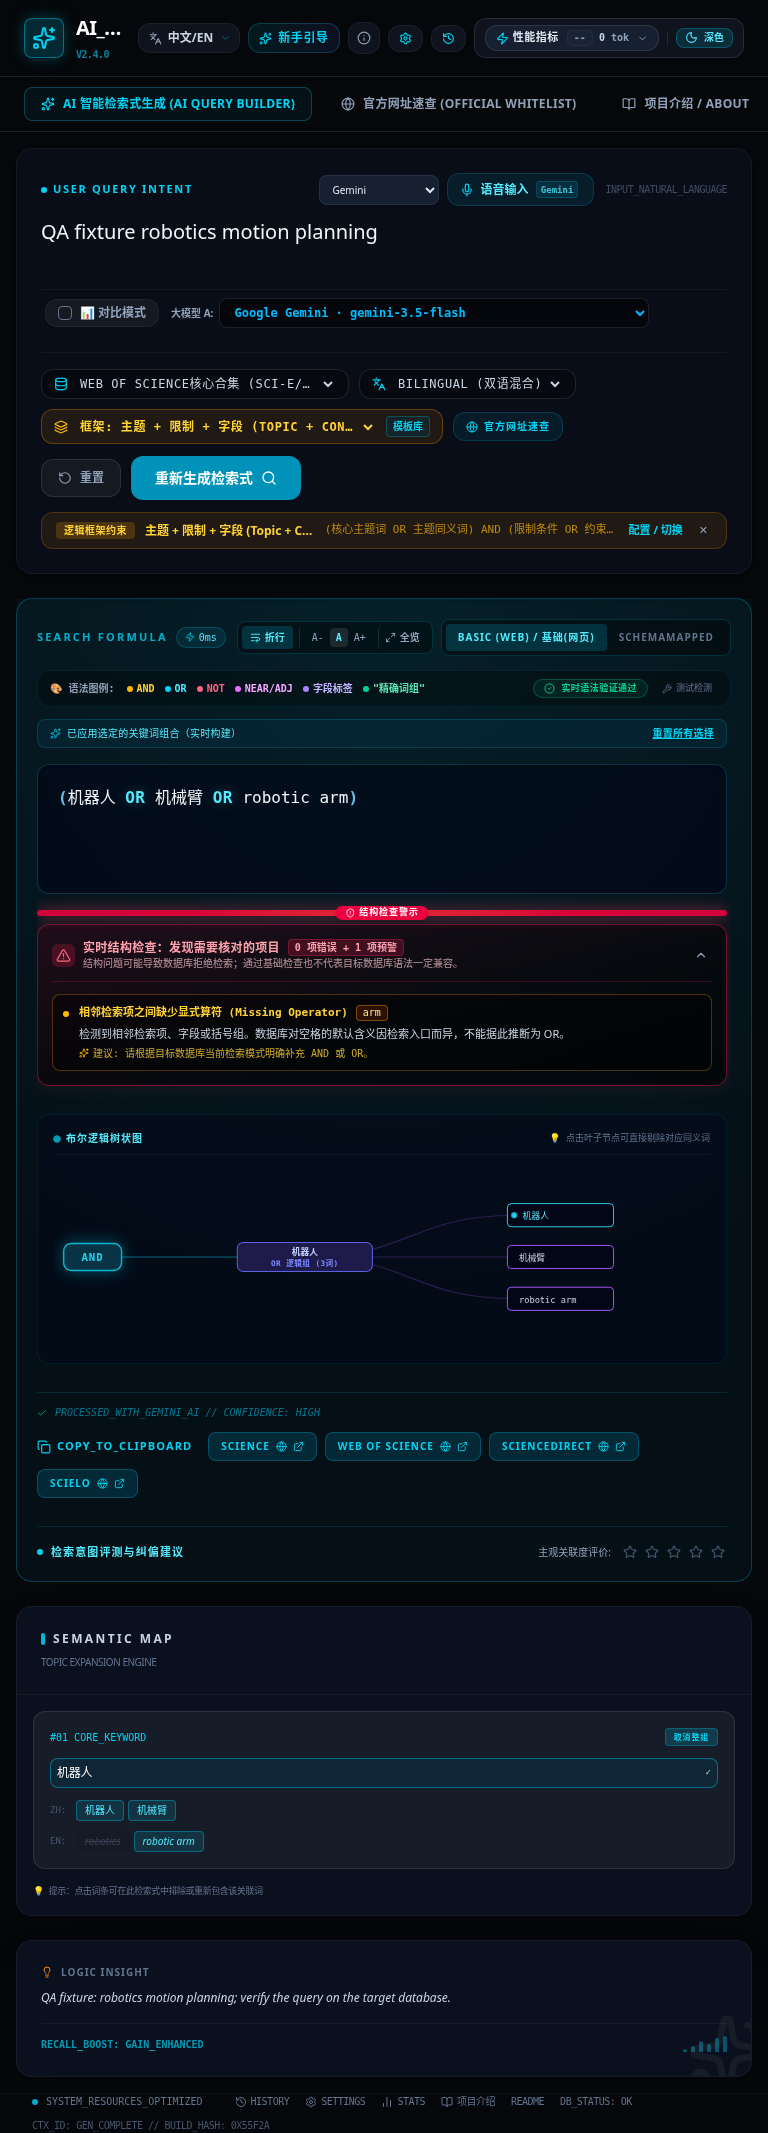 AI_...
V2.4.0
中文/EN
新手引导
性能指标 -- 0 tok
深色
AI 智能检索式生成 (AI QUERY BUILDER)
官方网址速查 (OFFICIAL WHITELIST)
项目介绍 / ABOUT
USER QUERY INTENT
Gemini
语音输入 Gemini
INPUT_NATURAL_LANGUAGE
QA fixture robotics motion planning
📊 对比模式
大模型 A:
Google Gemini · gemini-3.5-flash
WEB OF SCIENCE核心合集 (SCI-E/...
BILINGUAL (双语混合)
框架: 主题 + 限制 + 字段 (TOPIC + CON...
模板库
官方网址速查
重置
重新生成检索式
逻辑框架约束 主题 + 限制 + 字段 (Topic + C... (核心主题词 OR 主题同义词) AND (限制条件 OR 约束… 配置 / 切换 ✕
SEARCH FORMULA
0ms
折行
A- A A+
全览
BASIC (WEB) / 基础(网页)
SCHEMAMAPPED
🎨 语法图例:
AND OR NOT NEAR/ADJ 字段标签 "精确词组"
实时语法验证通过
测试检测
已应用选定的关键词组合 (实时构建)
重置所有选择
(机器人 OR 机械臂 OR robotic arm)
结构检查警示
实时结构检查: 发现需要核对的项目 0 项错误 + 1 项预警
结构问题可能导致数据库拒绝检索; 通过基础检查也不代表目标数据库语法一定兼容。
相邻检索项之间缺少显式算符 (Missing Operator) arm
检测到相邻检索项、字段或括号组。数据库对空格的默认含义因检索入口而异, 不能据此推断为 OR。
建议: 请根据目标数据库当前检索模式明确补充 AND 或 OR。
布尔逻辑树状图
💡 点击叶子节点可直接剔除对应同义词
机器人
AND
机器人
OR 逻辑组 (3词)
机械臂
robotic arm
PROCESSED_WITH_GEMINI_AI // CONFIDENCE: HIGH
COPY_TO_CLIPBOARD
SCIENCE
WEB OF SCIENCE
SCIENCEDIRECT
SCIELO
检索意图评测与纠偏建议
主观关联度评价:
SEMANTIC MAP
TOPIC EXPANSION ENGINE
#01 CORE_KEYWORD
取消整组
机器人 ✓
ZH: 机器人 机械臂
EN: robotics robotic arm
💡 提示: 点击词条可在此检索式中排除或重新包含该关联词
LOGIC INSIGHT
QA fixture: robotics motion planning; verify the query on the target database.
RECALL_BOOST: GAIN_ENHANCED
SYSTEM_RESOURCES_OPTIMIZED
HISTORY
SETTINGS
STATS
项目介绍
README
DB_STATUS: OK
CTX_ID: GEN_COMPLETE // BUILD_HASH: 0X55F2A